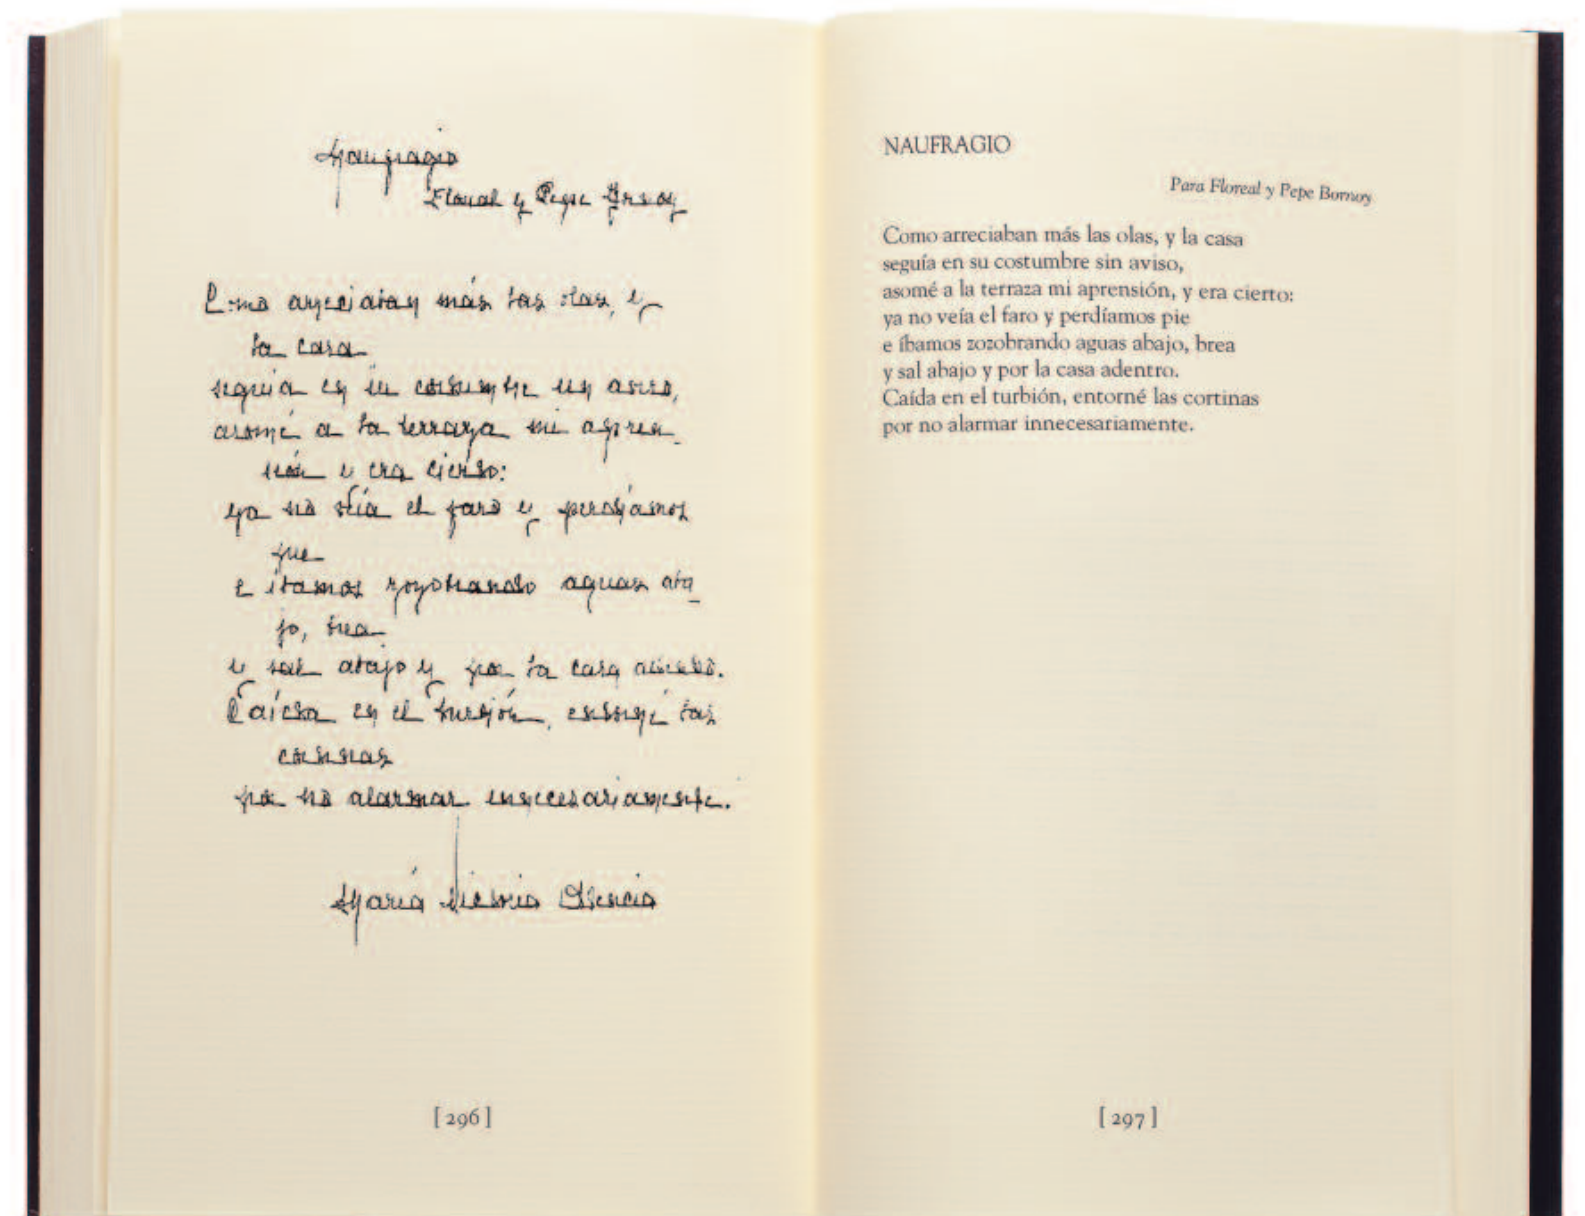 Naufragio
Floreal y Pepe Bornoy
Como arreciaban más las olas, y
la casa
seguía en su costumbre sin aviso,
asomé a la terraza mi apren_
sión y era cierto:
ya no veía el faro y perdíamos
pie
e íbamos zozobrando aguas aba_
jo, brea
y sal abajo y por la casa adentro.
Caída en el turbión, entorné las
cortinas
por no alarmar innecesariamente.
María Victoria Atencia
[ 296 ]
NAUFRAGIO
Para Floreal y Pepe Bornoy
Como arreciaban más las olas, y la casa
seguía en su costumbre sin aviso,
asomé a la terraza mi aprensión, y era cierto:
ya no veía el faro y perdíamos pie
e íbamos zozobrando aguas abajo, brea
y sal abajo y por la casa adentro.
Caída en el turbión, entorné las cortinas
por no alarmar innecesariamente.
[ 297 ]